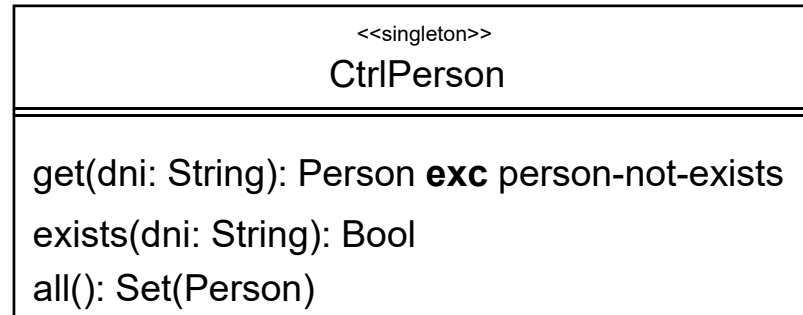 <<singleton>>
CtrlPerson
get(dni: String): Person exc person-not-exists
exists(dni: String): Bool
all(): Set(Person)